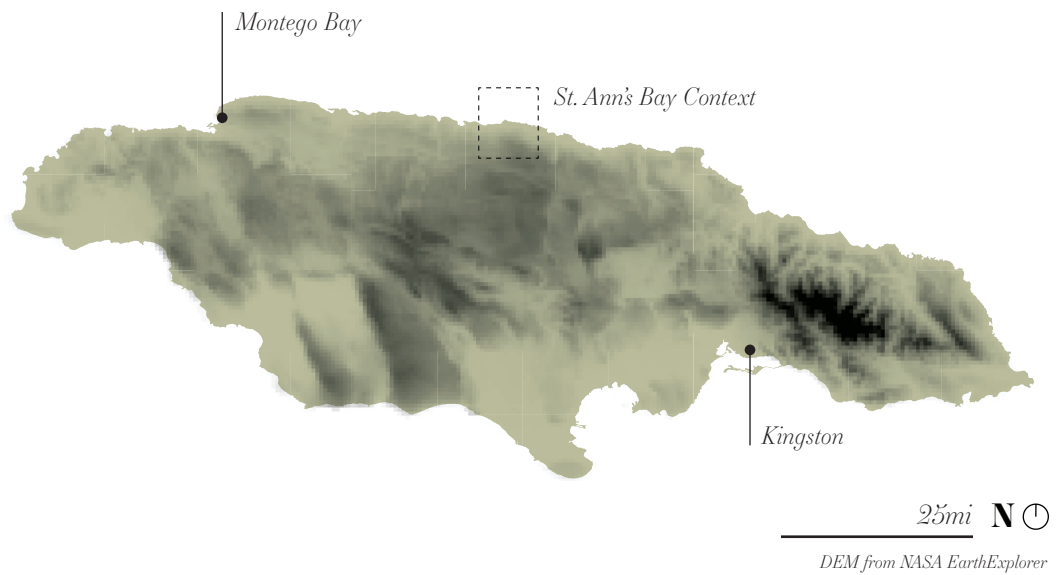 Montego Bay
St. Ann's Bay Context
Kingston
25mi N
DEM from NASA EarthExplorer